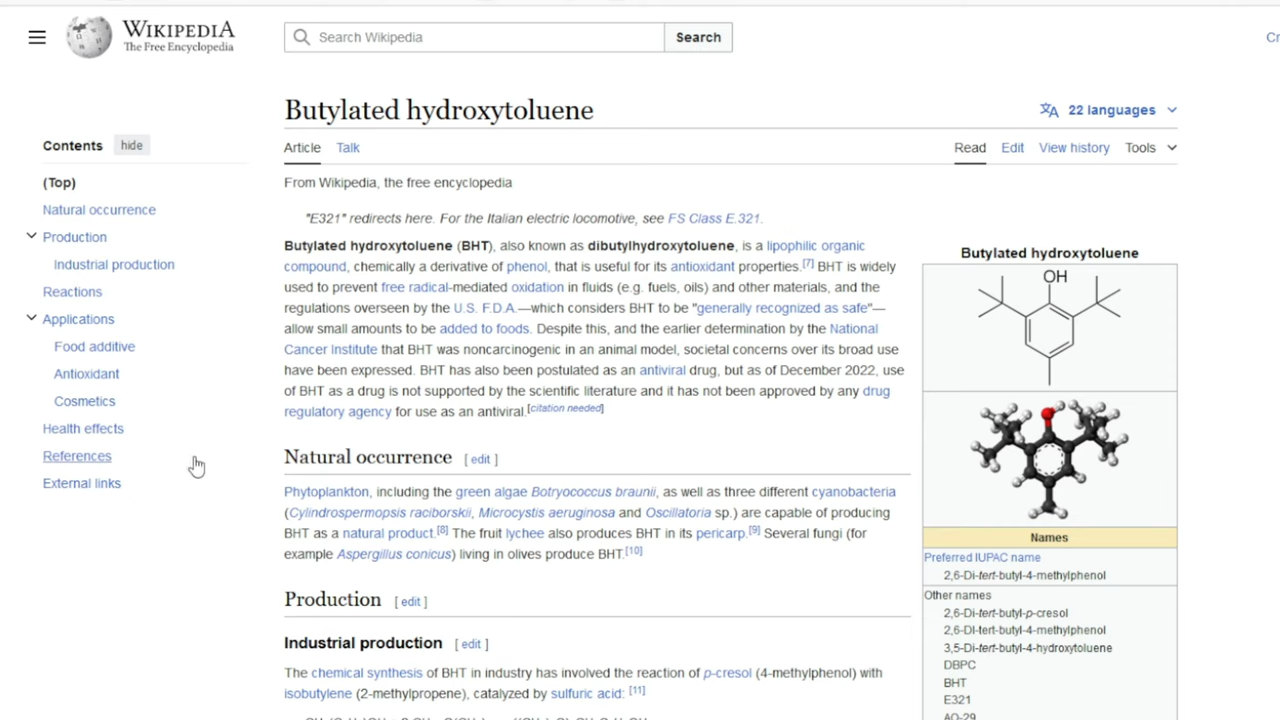 WIKIPEDIA
The Free Encyclopedia
Search Wikipedia
Search
Cr
Contents hide
(Top)
Natural occurrence
Production
Industrial production
Reactions
Applications
Food additive
Antioxidant
Cosmetics
Health effects
References
External links
Butylated hydroxytoluene
22 languages
Article Talk
Read Edit View history Tools
From Wikipedia, the free encyclopedia
"E321" redirects here. For the Italian electric locomotive, see FS Class E.321.
Butylated hydroxytoluene (BHT), also known as dibutylhydroxytoluene, is a lipophilic organic
compound, chemically a derivative of phenol, that is useful for its antioxidant properties.[7] BHT is widely
used to prevent free radical-mediated oxidation in fluids (e.g. fuels, oils) and other materials, and the
regulations overseen by the U.S. F.D.A.—which considers BHT to be "generally recognized as safe"—
allow small amounts to be added to foods. Despite this, and the earlier determination by the National
Cancer Institute that BHT was noncarcinogenic in an animal model, societal concerns over its broad use
have been expressed. BHT has also been postulated as an antiviral drug, but as of December 2022, use
of BHT as a drug is not supported by the scientific literature and it has not been approved by any drug
regulatory agency for use as an antiviral.[citation needed]
Natural occurrence [ edit ]
Phytoplankton, including the green algae Botryococcus braunii, as well as three different cyanobacteria
(Cylindrospermopsis raciborskii, Microcystis aeruginosa and Oscillatoria sp.) are capable of producing
BHT as a natural product.[8] The fruit lychee also produces BHT in its pericarp.[9] Several fungi (for
example Aspergillus conicus) living in olives produce BHT.[10]
Production [ edit ]
Industrial production [ edit ]
The chemical synthesis of BHT in industry has involved the reaction of p-cresol (4-methylphenol) with
isobutylene (2-methylpropene), catalyzed by sulfuric acid: [11]
Butylated hydroxytoluene
OH
Names
Preferred IUPAC name
2,6-Di-tert-butyl-4-methylphenol
Other names
2,6-Di-tert-butyl-p-cresol
2,6-DI-tert-butyl-4-methylphenol
3,5-Di-tert-butyl-4-hydroxytoluene
DBPC
BHT
E321
AO-29